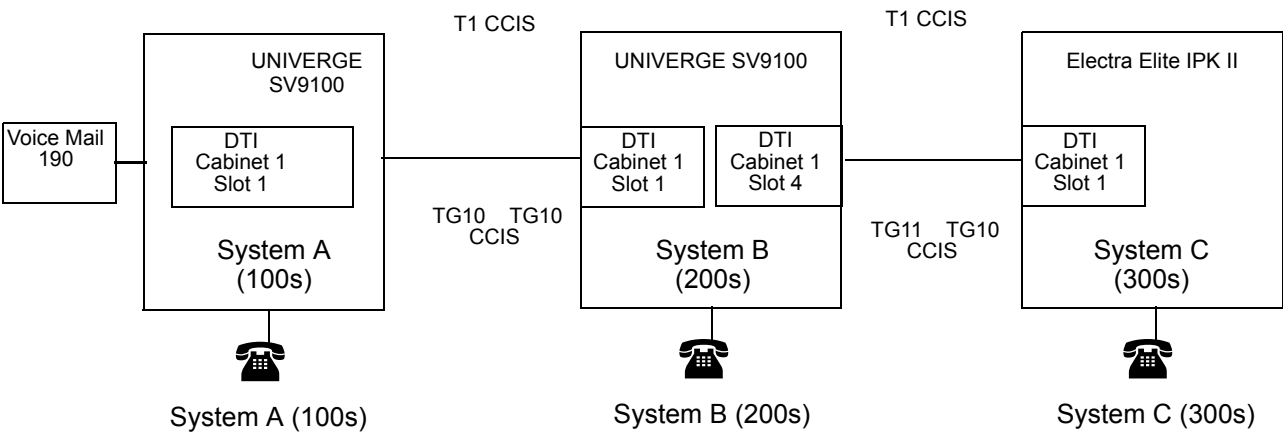 T1 CCIS
T1 CCIS
UNIVERGE
SV9100
UNIVERGE SV9100
Electra Elite IPK II
Voice Mail
190
DTI
Cabinet 1
Slot 1
DTI
Cabinet 1
Slot 1
DTI
Cabinet 1
Slot 4
DTI
Cabinet 1
Slot 1
TG10 TG10
CCIS
TG11 TG10
CCIS
System A
(100s)
System B
(200s)
System C
(300s)
System A (100s)
System B (200s)
System C (300s)